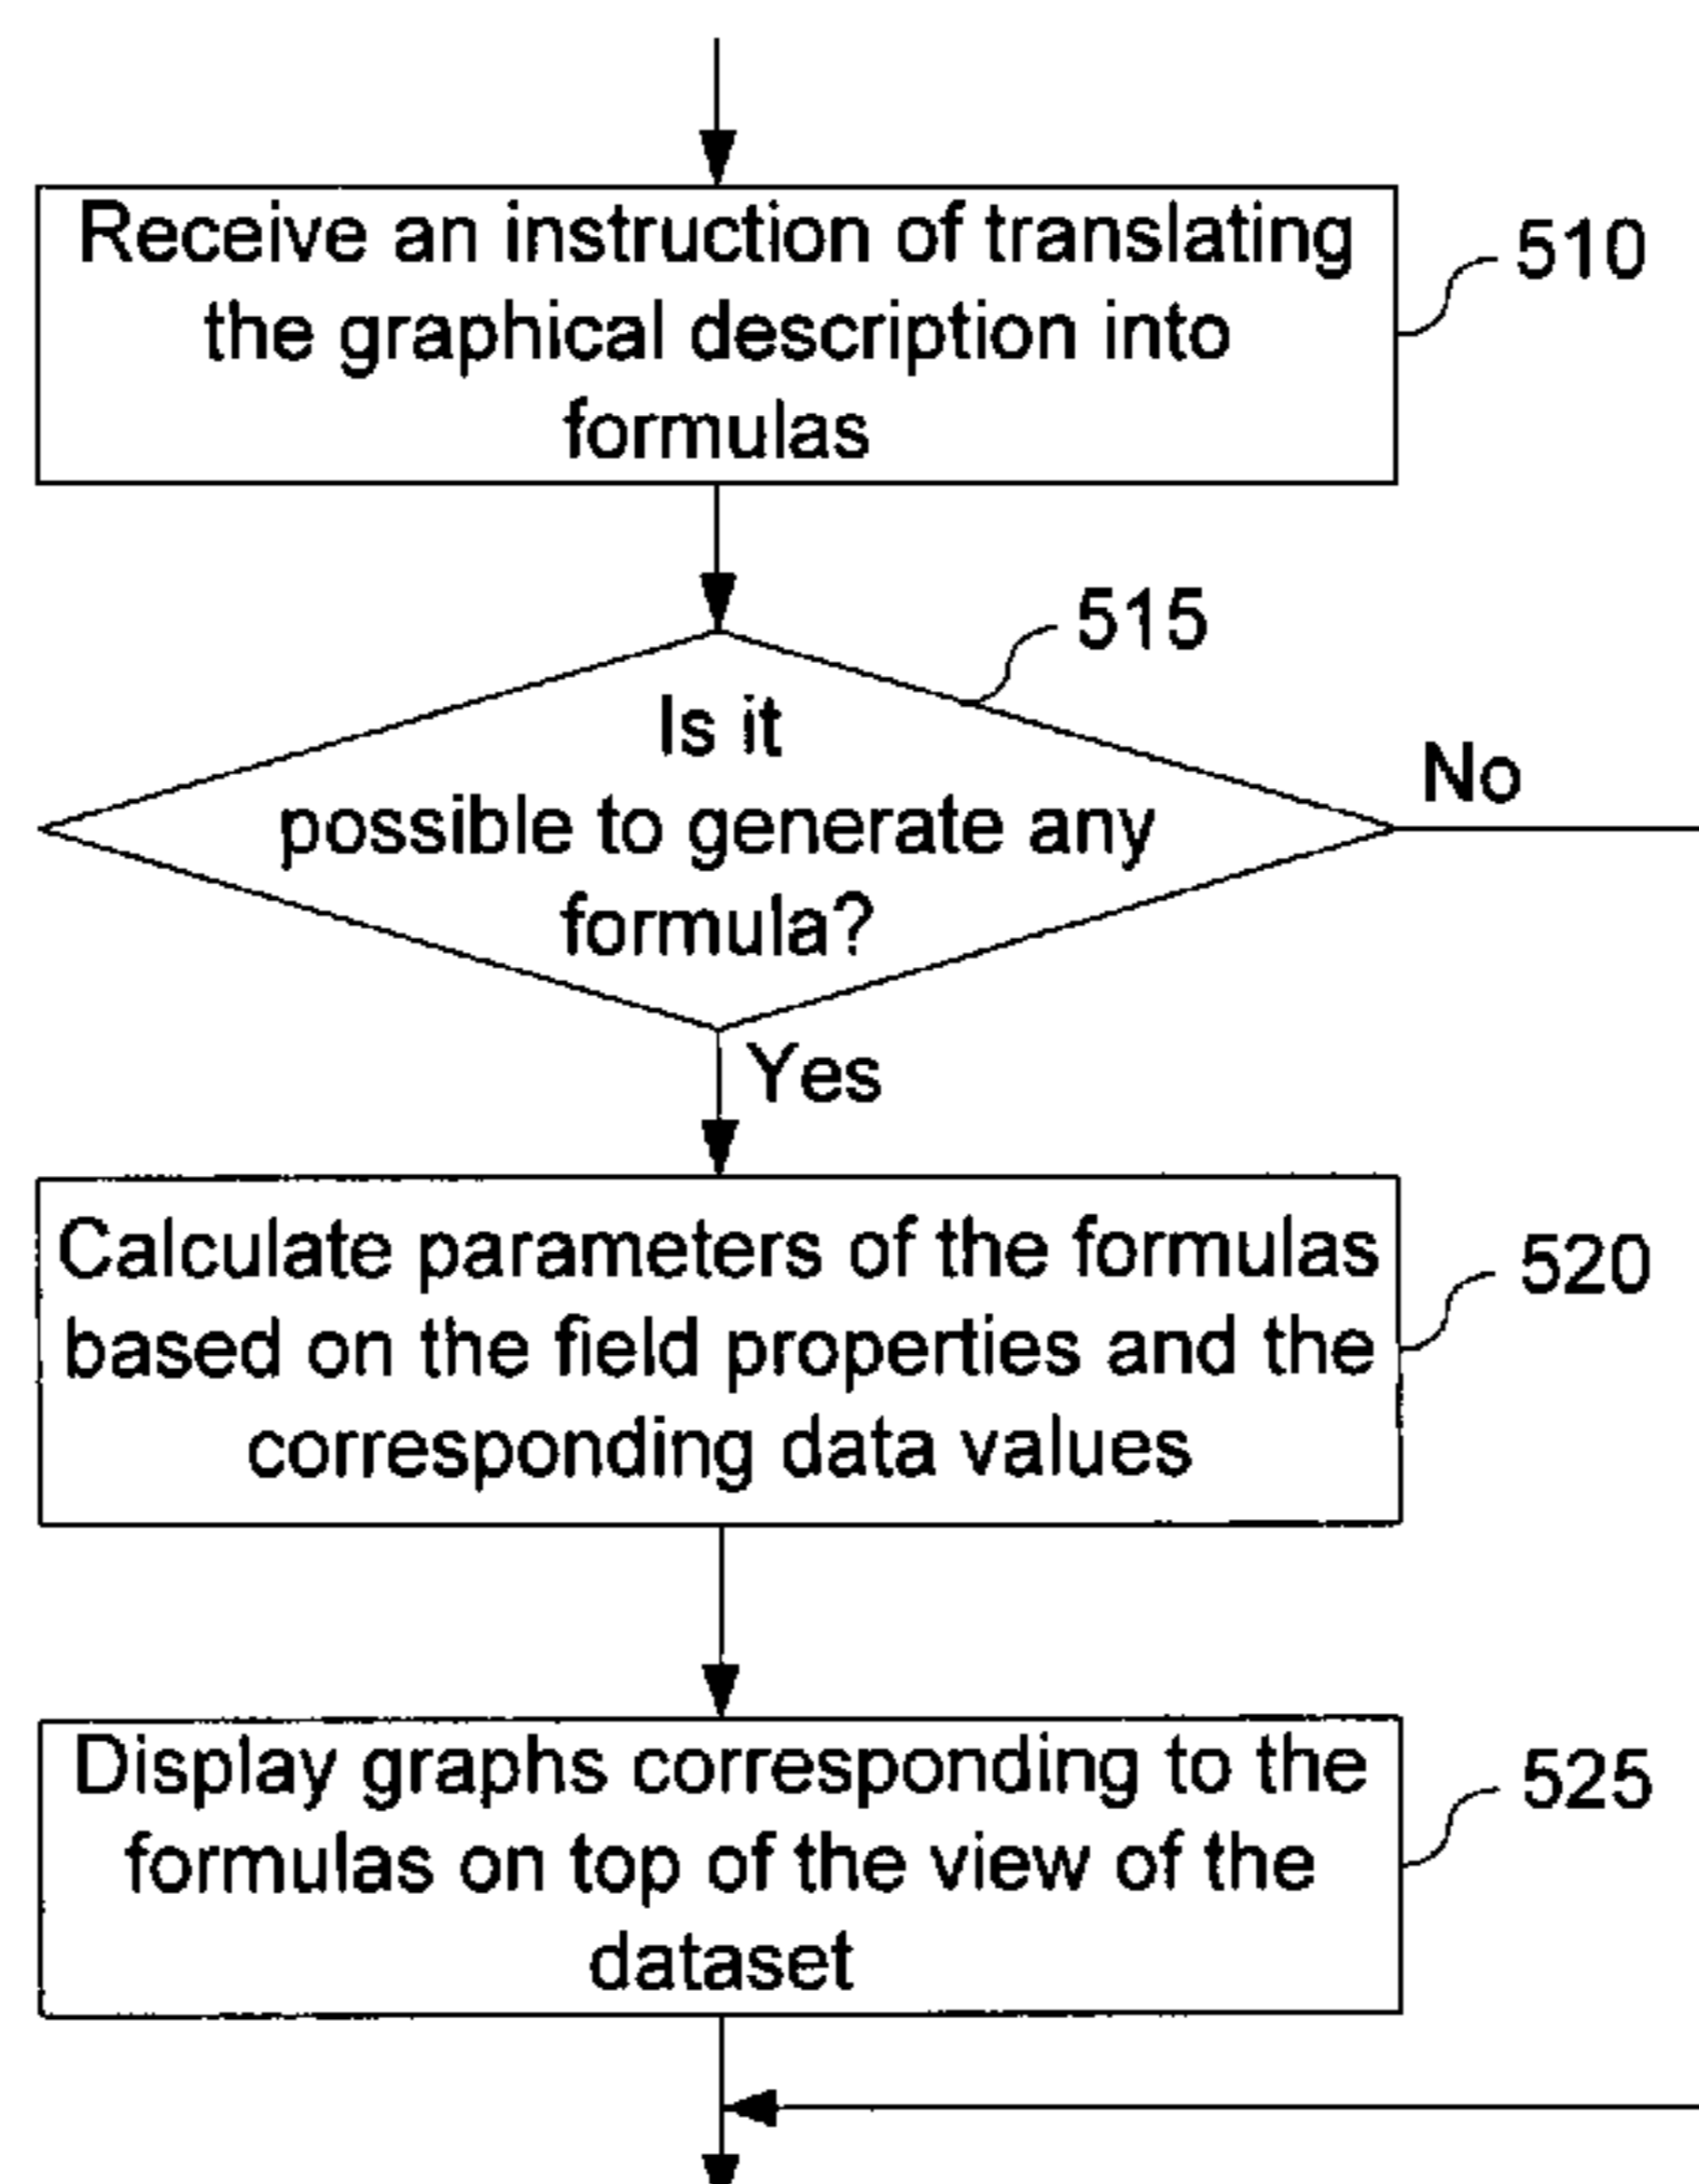 Receive an instruction of translating
the graphical description into
formulas
510
515
Is it
possible to generate any
formula?
No
Yes
Calculate parameters of the formulas
based on the field properties and the
corresponding data values
520
Display graphs corresponding to the
formulas on top of the view of the
dataset
525